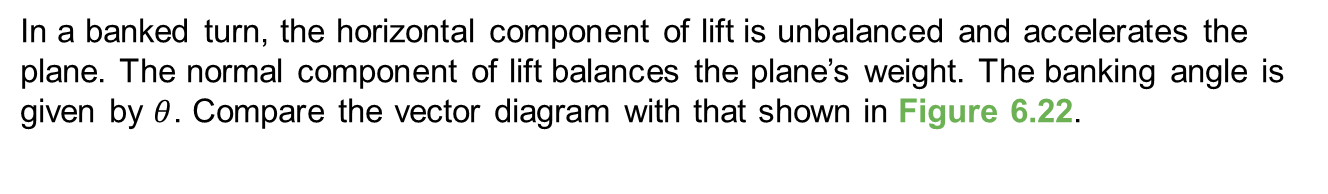 In a banked turn, the horizontal component of lift is unbalanced and accelerates the
plane. The normal component of lift balances the plane’s weight. The banking angle is
given by θ. Compare the vector diagram with that shown in Figure 6.22.